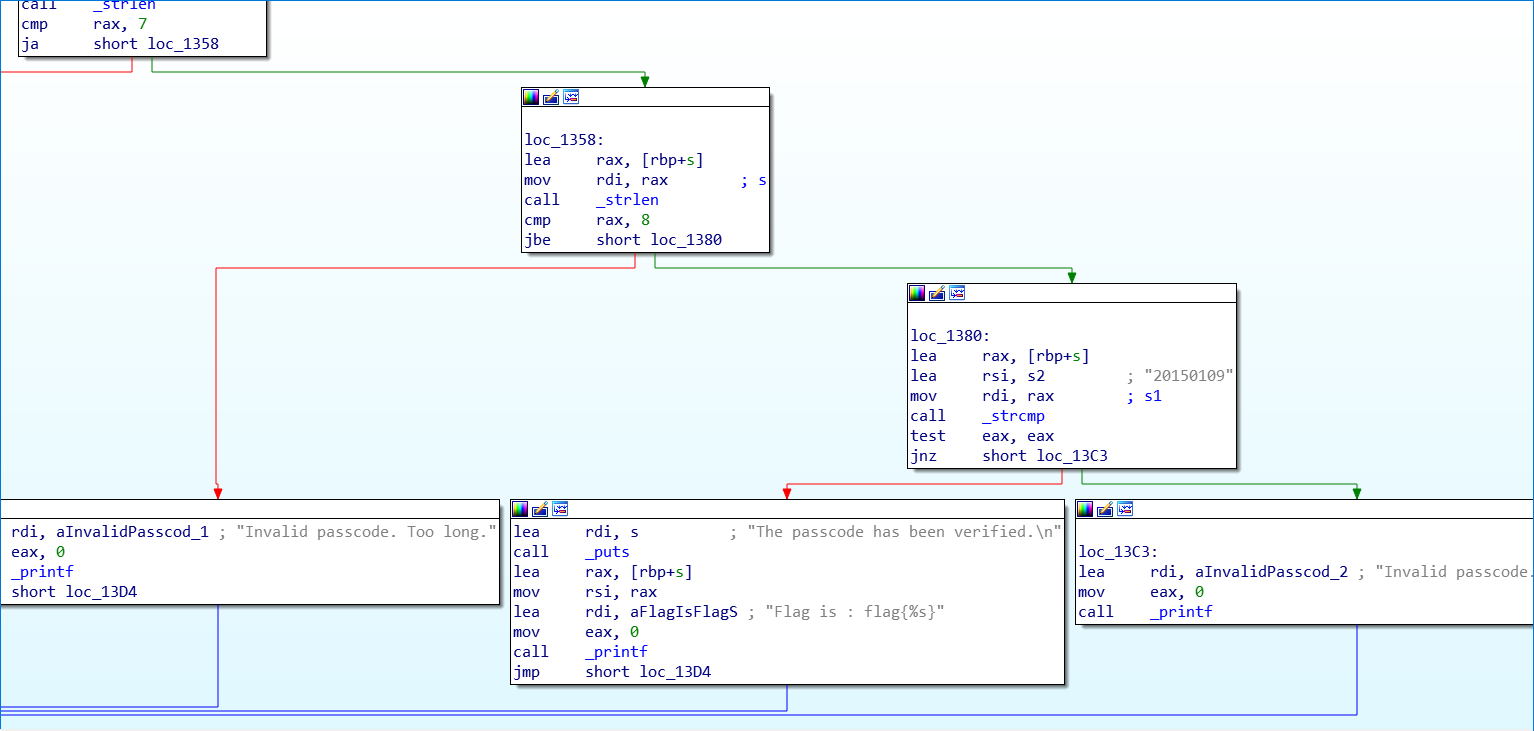 call _strlen
cmp rax, 7
ja short loc_1358
loc_1358:
lea rax, [rbp+s]
mov rdi, rax ; s
call _strlen
cmp rax, 8
jbe short loc_1380
loc_1380:
lea rax, [rbp+s]
lea rsi, s2 ; "20150109"
mov rdi, rax ; s1
call _strcmp
test eax, eax
jnz short loc_13C3
rdi, aInvalidPasscod_1 ; "Invalid passcode. Too long."
eax, 0
_printf
short loc_13D4
lea rdi, s ; "The passcode has been verified.\n"
call _puts
lea rax, [rbp+s]
mov rsi, rax
lea rdi, aFlagIsFlagS ; "Flag is : flag{%s}"
mov eax, 0
call _printf
jmp short loc_13D4
loc_13C3:
lea rdi, aInvalidPasscod_2 ; "Invalid passcode.
mov eax, 0
call _printf